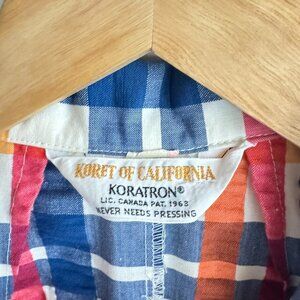 KORET OF CALIFORNIA
KORATRON®
LIC. CANADA PAT. 1963
NEVER NEEDS PRESSING